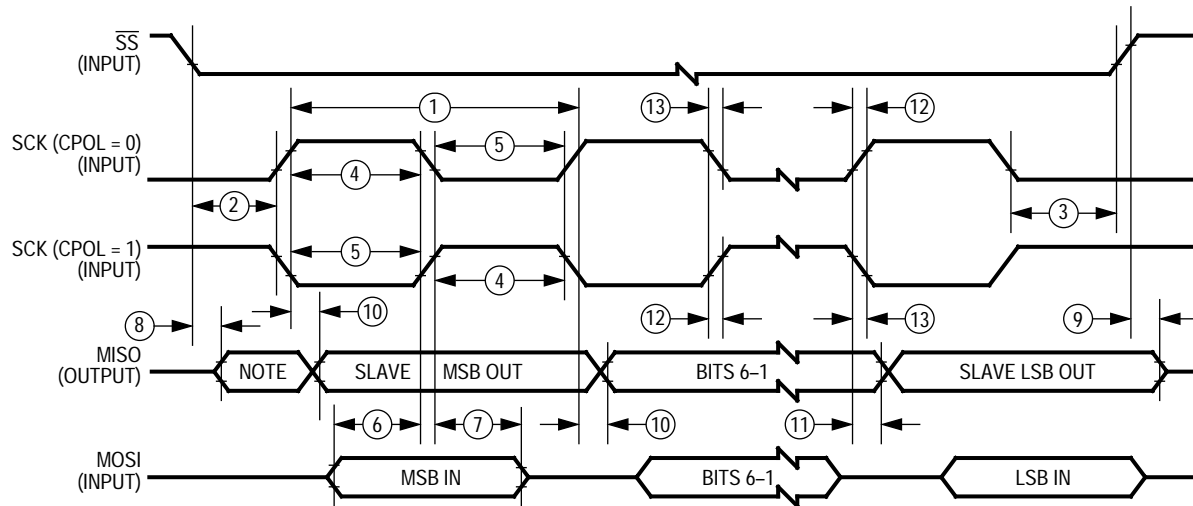 SS
(INPUT)
1
13
12
SCK (CPOL = 0)
(INPUT)
5
4
2
3
SCK (CPOL = 1)
(INPUT)
5
4
8
10
12
13
9
MISO
(OUTPUT)
NOTE
SLAVE MSB OUT
BITS 6–1
SLAVE LSB OUT
6
7
10
11
MOSI
(INPUT)
MSB IN
BITS 6–1
LSB IN